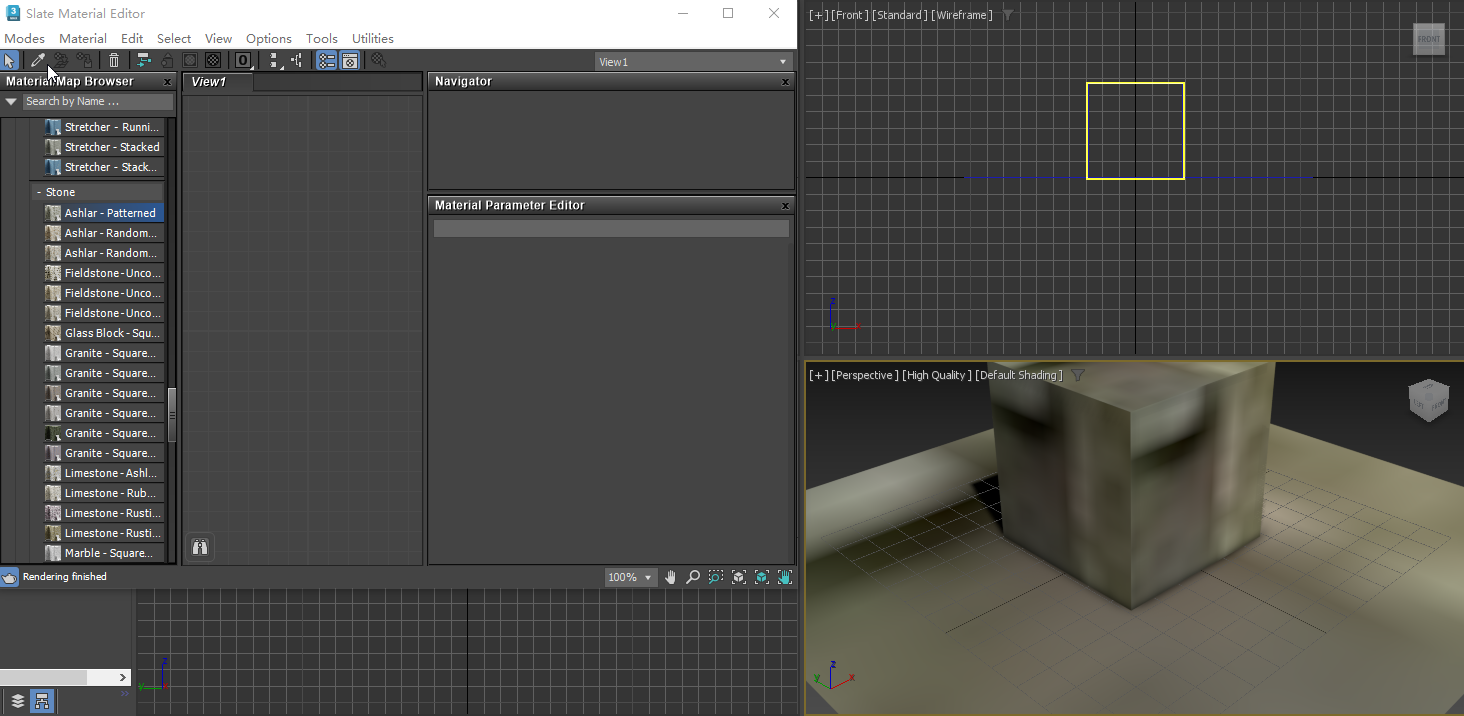 Slate Material Editor
Modes Material Edit Select View Options Tools Utilities
0
View1
Material/Map Browser x
Search by Name ...
Stretcher - Runni...
Stretcher - Stacked
Stretcher - Stack...
- Stone
Ashlar - Patterned
Ashlar - Random...
Ashlar - Random...
Fieldstone - Unco...
Fieldstone - Unco...
Fieldstone - Unco...
Glass Block - Squ...
Granite - Square...
Granite - Square...
Granite - Square...
Granite - Square...
Granite - Square...
Granite - Square...
Limestone - Ashl...
Limestone - Rub...
Limestone - Rusti...
Limestone - Rusti...
Marble - Square...
View1
Navigator x
Material Parameter Editor x
Rendering finished
100%
z
y
[+] [Front ] [Standard ] [Wireframe ]
FRONT
z
[+] [Perspective ] [High Quality ] [Default Shading ]
LEFT FRONT
z
y x